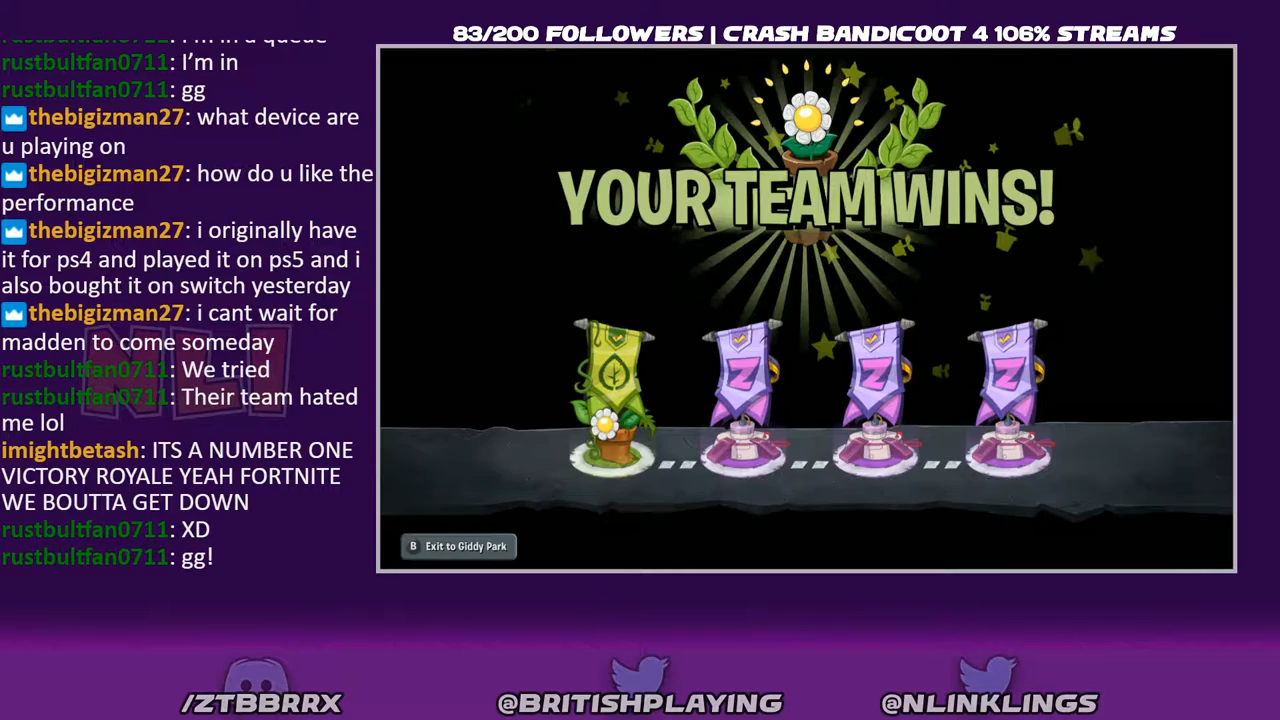 83/200 FOLLOWERS | CRASH BANDICOOT 4 106% STREAMS
rustbultfan0711: I'm in a queue
rustbultfan0711: I'm in
rustbultfan0711: gg
thebigizman27: what device are
u playing on
thebigizman27: how do u like the
performance
thebigizman27: i originally have
it for ps4 and played it on ps5 and i
also bought it on switch yesterday
thebigizman27: i cant wait for
madden to come someday
rustbultfan0711: We tried
rustbultfan0711: Their team hated
me lol
imightbetash: ITS A NUMBER ONE
VICTORY ROYALE YEAH FORTNITE
WE BOUTTA GET DOWN
rustbultfan0711: XD
rustbultfan0711: gg!
NLI
YOUR TEAM WINS!
Z Z Z
B Exit to Giddy Park
/ZTBBRRX @BRITISHPLAYING @NLINKLINGS